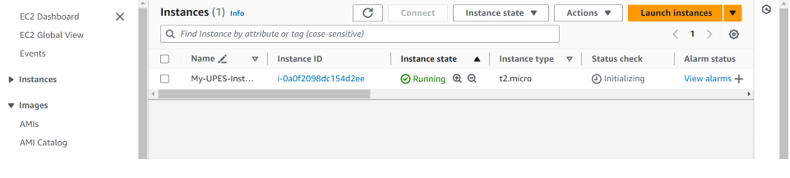 EC2 Dashboard
EC2 Global View
Events
Instances
Images
AMIs
AMI Catalog
Instances (1) Info
Connect Instance state Actions Launch instances
Find Instance by attribute or tag (case-sensitive)
1
Name Instance ID Instance state Instance type Status check Alarm status
My-UPES-Inst... i-0a0f2098dc154d2ee Running t2.micro Initializing View alarms